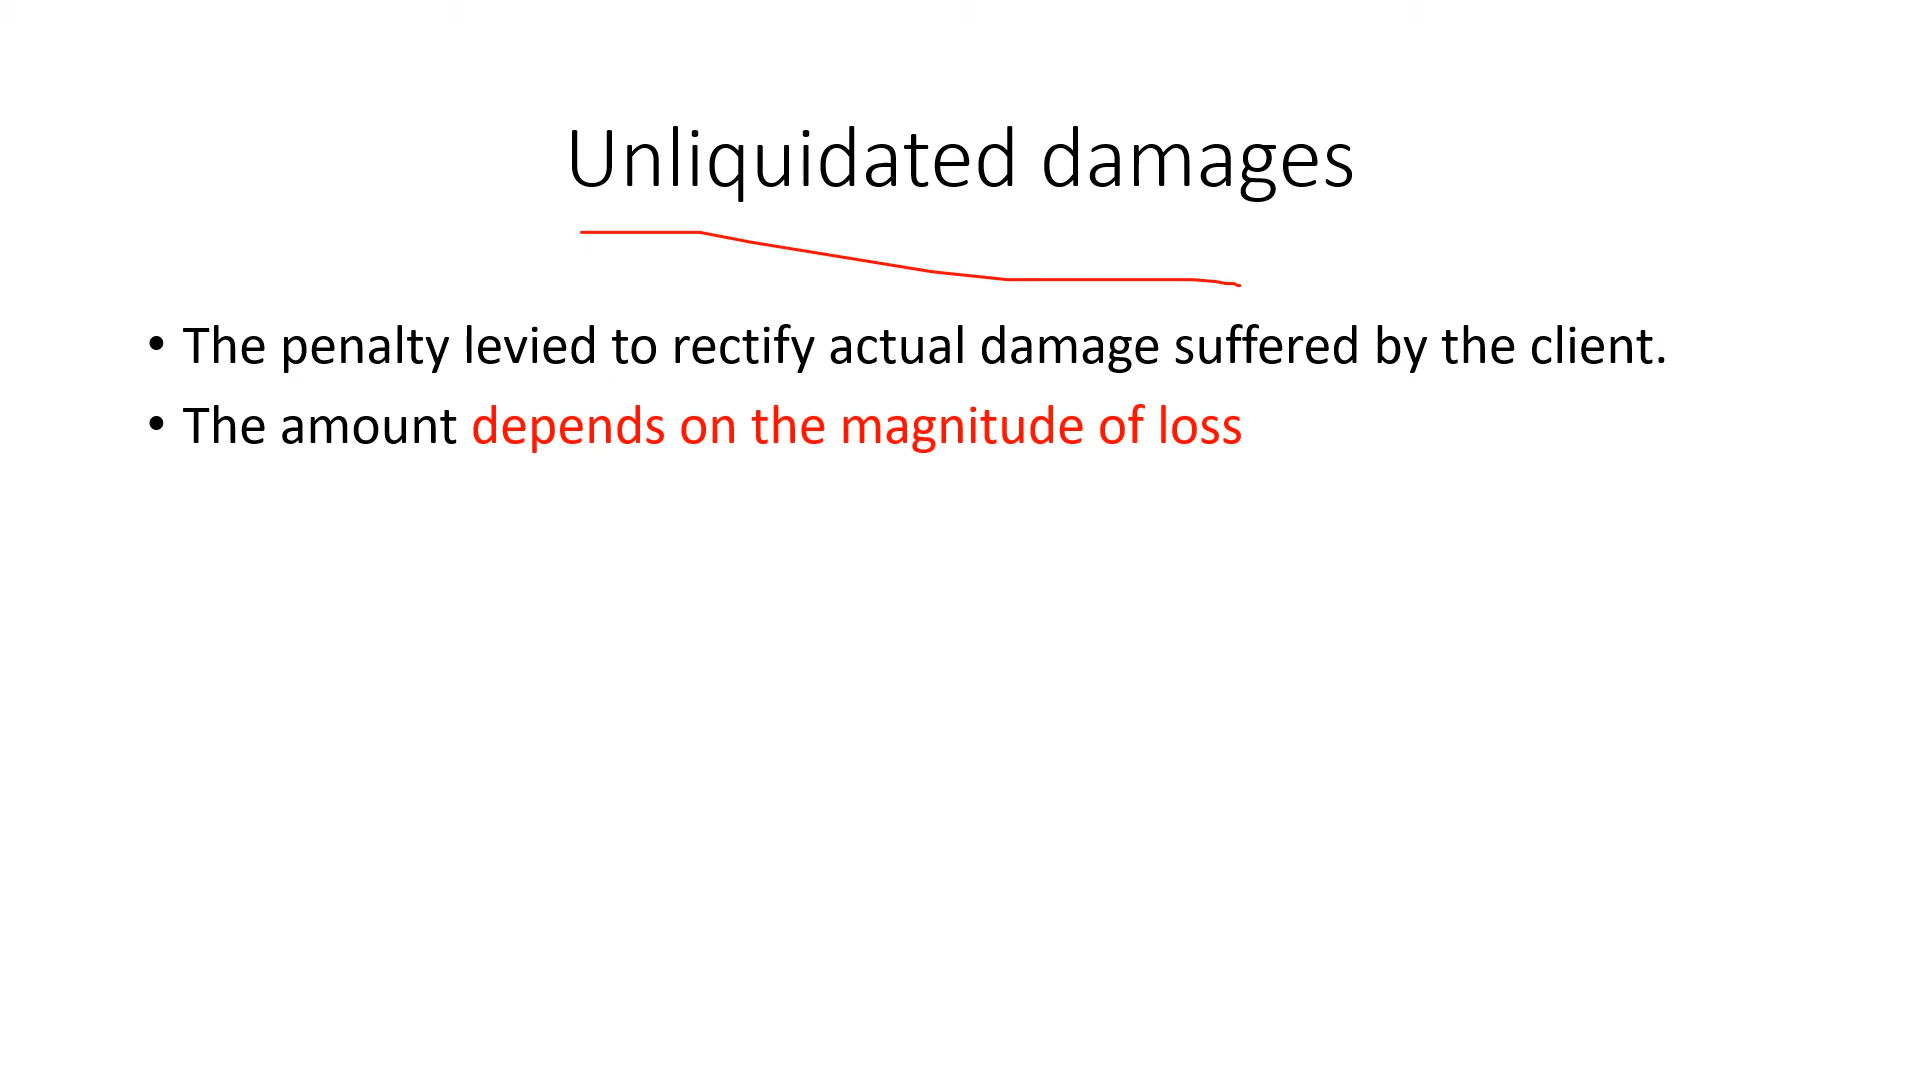 Unliquidated damages
• The penalty levied to rectify actual damage suffered by the client.
• The amount depends on the magnitude of loss